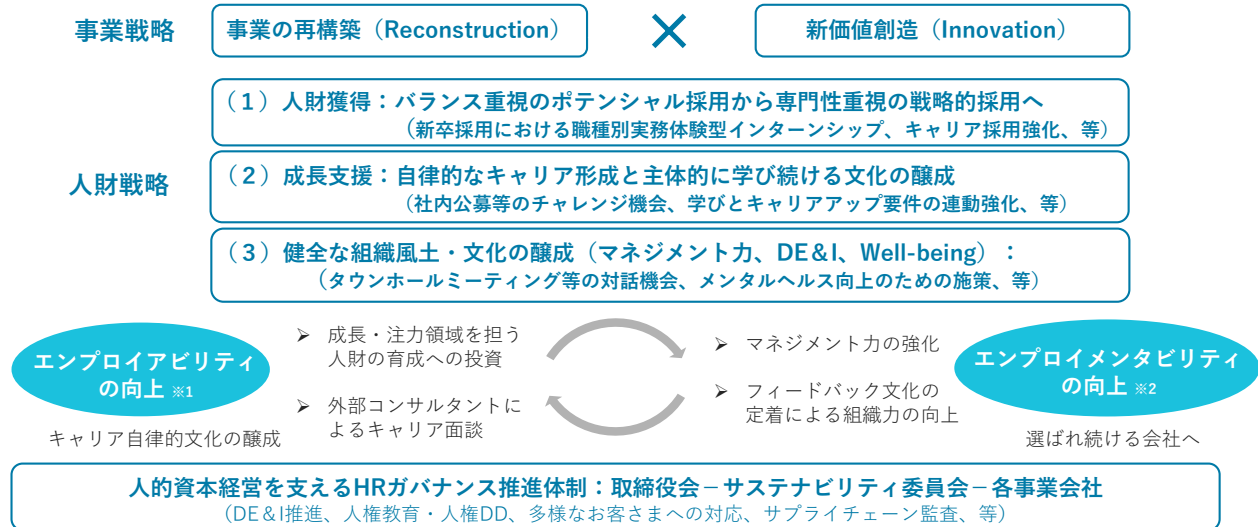 事業戦略
事業の再構築（Reconstruction）
×
新価値創造（Innovation）
人財戦略
（１）人財獲得：バランス重視のポテンシャル採用から専門性重視の戦略的採用へ
（新卒採用における職種別実務体験型インターンシップ、キャリア採用強化、等）
（２）成長支援：自律的なキャリア形成と主体的に学び続ける文化の醸成
（社内公募等のチャレンジ機会、学びとキャリアアップ要件の連動強化、等）
（３）健全な組織風土・文化の醸成（マネジメント力、DE＆I、Well-being）：
（タウンホールミーティング等の対話機会、メンタルヘルス向上のための施策、等）
エンプロイアビリティ
の向上 ※1
キャリア自律的文化の醸成
➢ 成長・注力領域を担う
人財の育成への投資
➢ 外部コンサルタントに
よるキャリア面談
➢ マネジメント力の強化
➢ フィードバック文化の
定着による組織力の向上
エンプロイメンタビリティ
の向上 ※2
選ばれ続ける会社へ
人的資本経営を支えるHRガバナンス推進体制：取締役会－サステナビリティ委員会－各事業会社
（DE＆I推進、人権教育・人権DD、多様なお客さまへの対応、サプライチェーン監査、等）